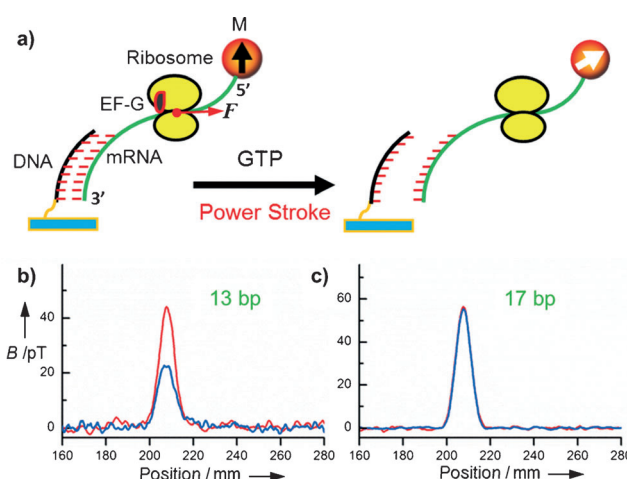 a)
M
Ribosome
5'
EF-G
F
DNA
mRNA
GTP
3'
Power Stroke
b)
13 bp
B /pT
40
20
0
160 180 200 220 240 260 280
Position / mm
c)
17 bp
60
40
20
0
160 180 200 220 240 260 280
Position / mm